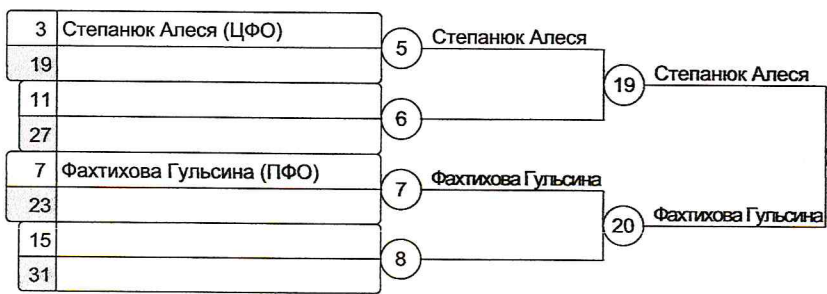 3 Степанюк Алеся (ЦФО)
19
5 Степанюк Алеся
11
27
6
19 Степанюк Алеся
7 Фахтихова Гульсина (ПФО)
23
7 Фахтихова Гульсина
15
31
8
20 Фахтихова Гульсина